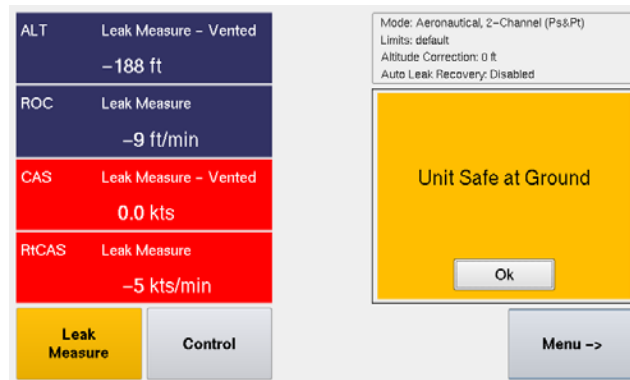 ALT Leak Measure – Vented
–188 ft
ROC Leak Measure
–9 ft/min
CAS Leak Measure – Vented
0.0 kts
RtCAS Leak Measure
–5 kts/min
Leak
Measure
Control
Mode: Aeronautical, 2–Channel (Ps&Pt)
Limits: default
Altitude Correction: 0 ft
Auto Leak Recovery: Disabled
Unit Safe at Ground
Ok
Menu –>